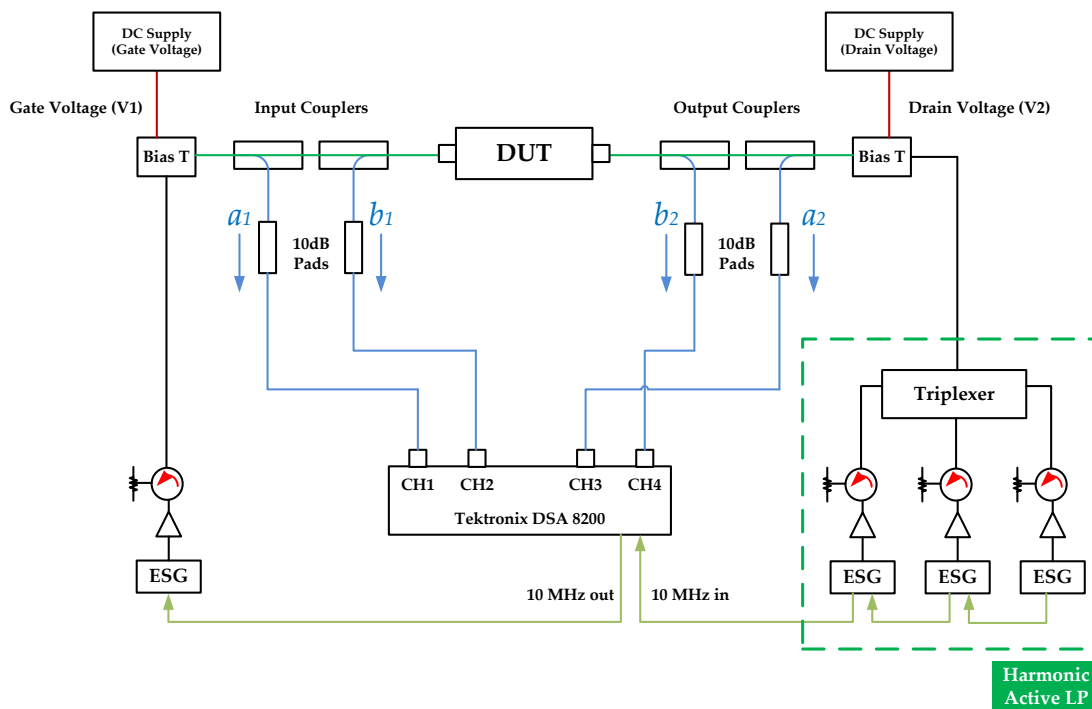 DC Supply
(Gate Voltage)
DC Supply
(Drain Voltage)
Gate Voltage (V1)
Input Couplers
Output Couplers
Drain Voltage (V2)
Bias T
DUT
Bias T
a1
b1
b2
a2
10dB
Pads
10dB
Pads
Triplexer
CH1
CH2
CH3
CH4
Tektronix DSA 8200
ESG
ESG
ESG
ESG
10 MHz out
10 MHz in
Harmonic
Active LP